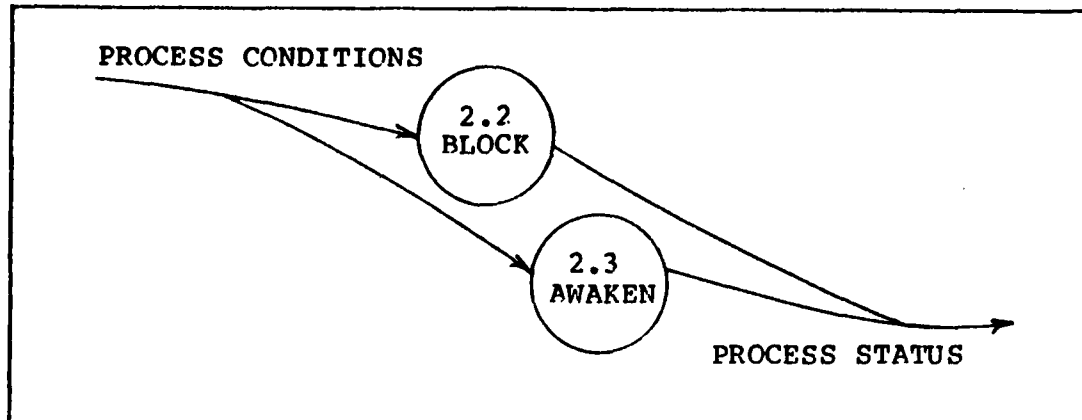 PROCESS CONDITIONS
2.2
BLOCK
2.3
AWAKEN
PROCESS STATUS